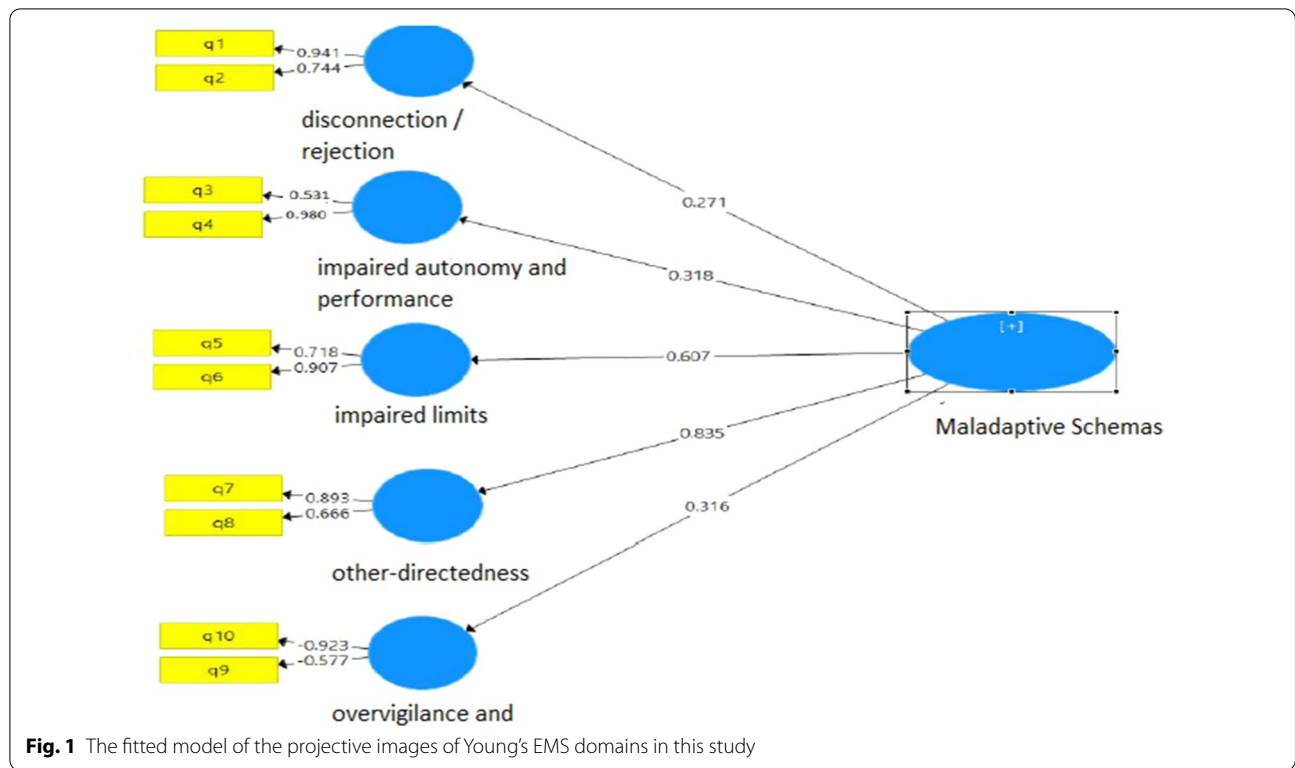 q1
0.941
q2
0.744
disconnection /
rejection
0.271
q3
0.531
q4
0.980
impaired autonomy and
performance
0.318
[+]
q5
0.718
q6
0.907
impaired limits
0.607
Maladaptive Schemas
q7
0.893
q8
0.666
other-directedness
0.835
q10
-0.923
q9
-0.577
overvigilance and
0.316
Fig. 1 The fitted model of the projective images of Young's EMS domains in this study